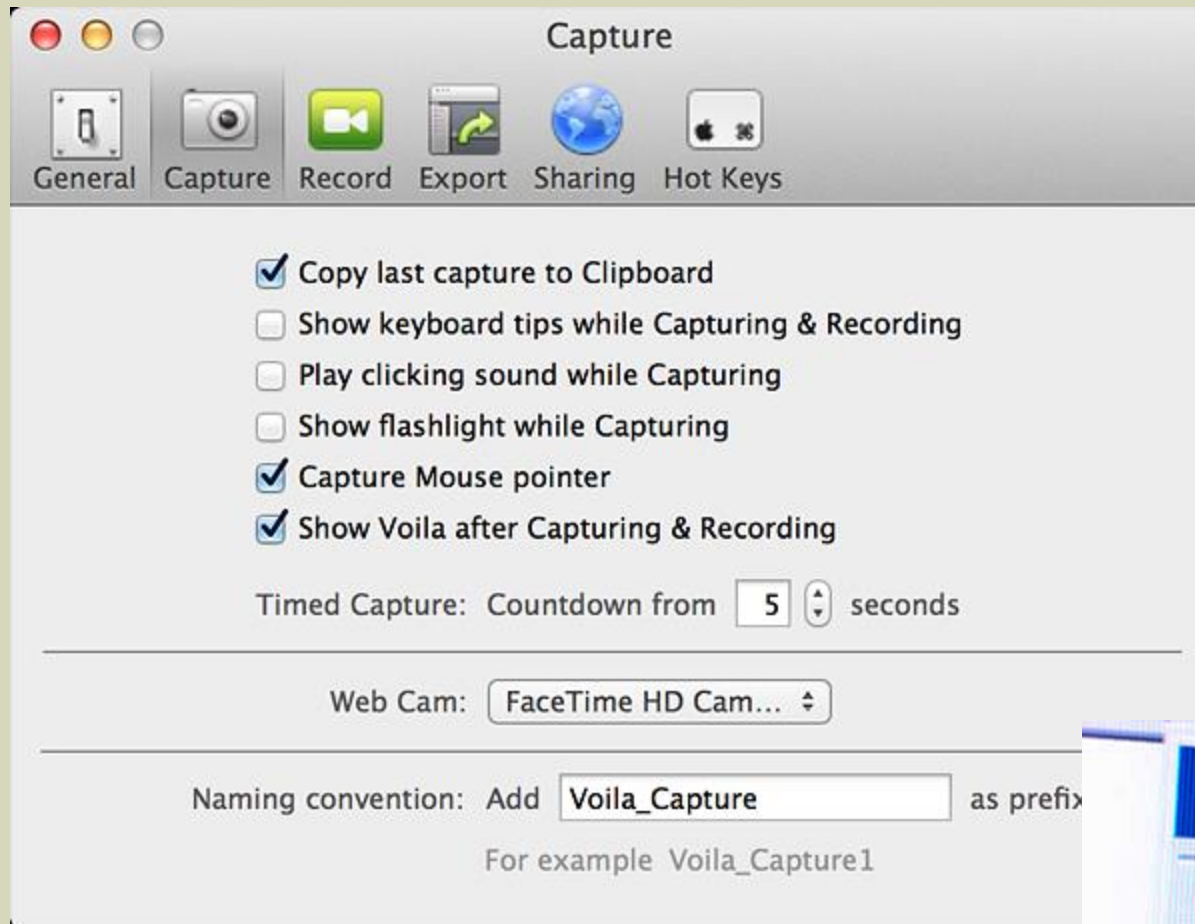 Capture
General Capture Record Export Sharing Hot Keys
Copy last capture to Clipboard
Show keyboard tips while Capturing & Recording
Play clicking sound while Capturing
Show flashlight while Capturing
Capture Mouse pointer
Show Voila after Capturing & Recording
Timed Capture: Countdown from 5 seconds
Web Cam: FaceTime HD Cam...
Naming convention: Add Voila_Capture as prefix
For example Voila_Capture1